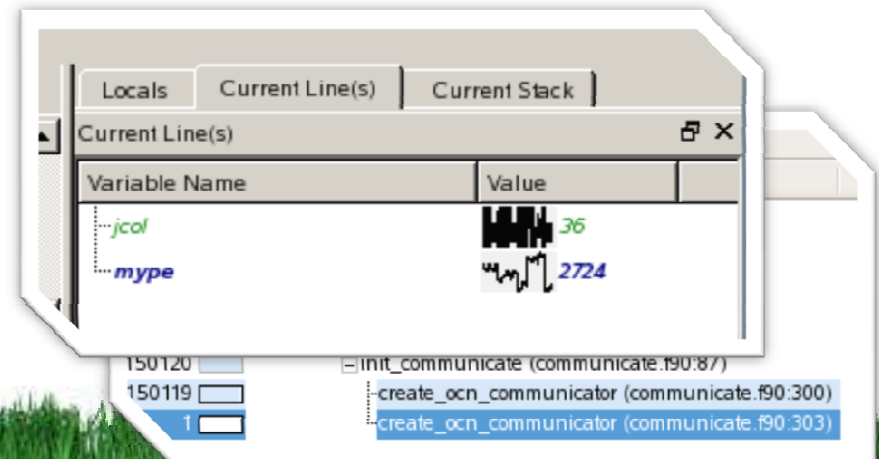 Locals Current Line(s) Current Stack
Current Line(s)
Variable Name Value
jcol 36
mype 2724
150120 init_communicate (communicate.f90:87)
150119 create_ocn_communicator (communicate.f90:300)
1 create_ocn_communicator (communicate.f90:303)